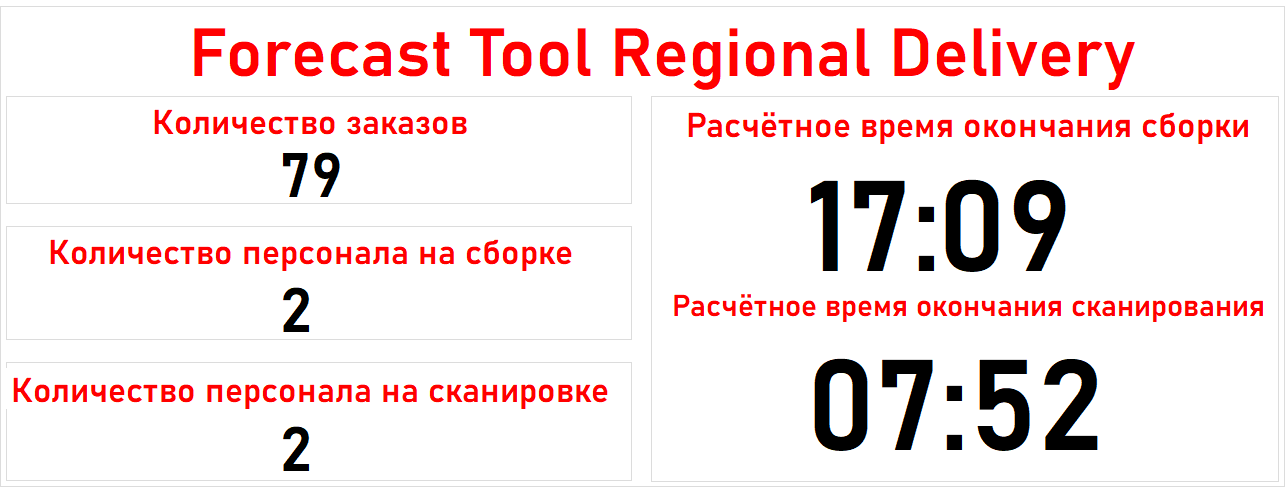 Forecast Tool Regional Delivery
Количество заказов
79
Количество персонала на сборке
2
Количество персонала на сканировке
2
Расчётное время окончания сборки
17:09
Расчётное время окончания сканирования
07:52